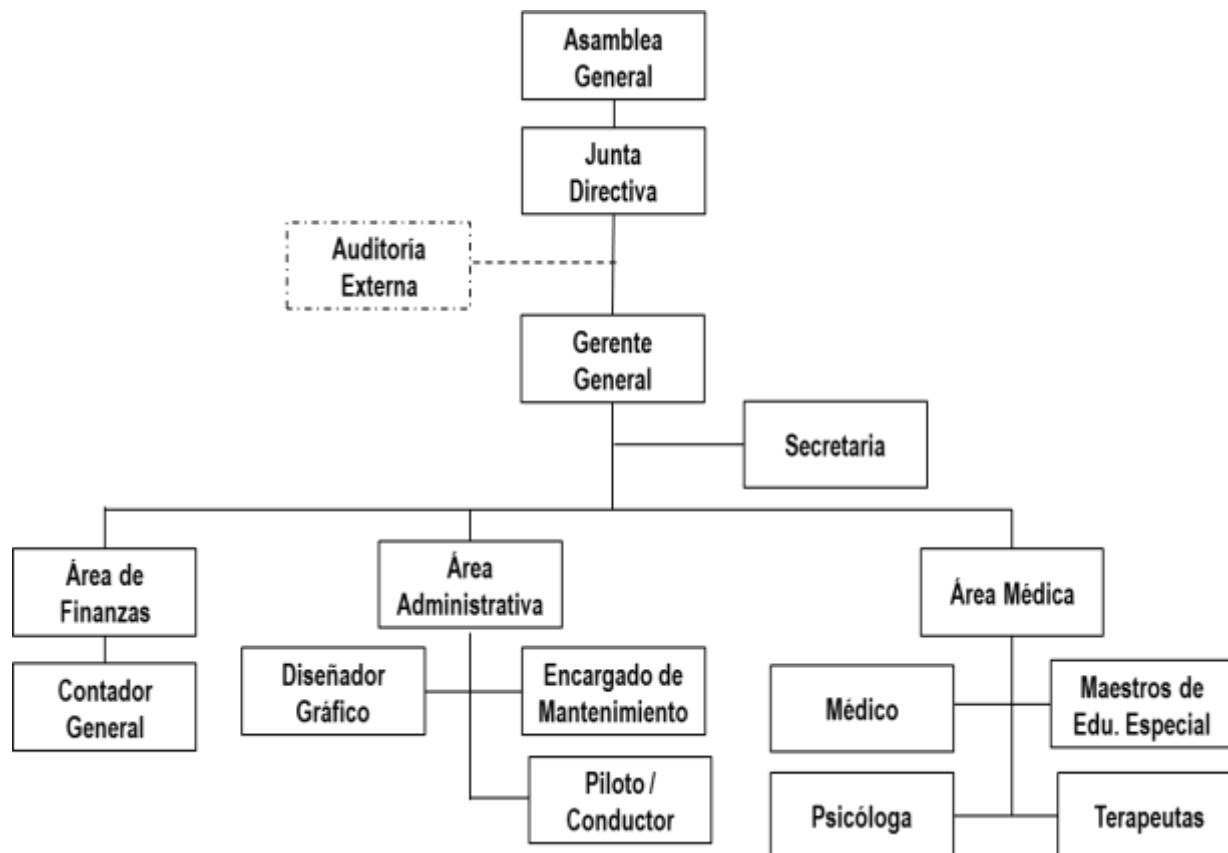 Asamblea
General
Junta
Directiva
Auditoría
Externa
Gerente
General
Secretaria
Área de
Finanzas
Área
Administrativa
Área Médica
Contador
General
Diseñador
Gráfico
Encargado de
Mantenimiento
Piloto /
Conductor
Médico
Maestros de
Edu. Especial
Psicóloga
Terapeutas